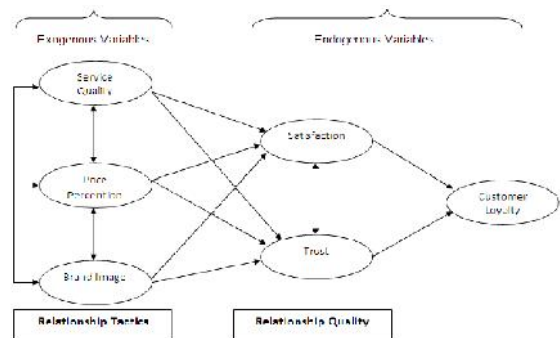 Exogenous Variables
Endogenous Variables
Service
Quality
Satisfaction
Price
Perception
Customer
Loyalty
Trust
Brand Image
Relationship Tactics
Relationship Quality